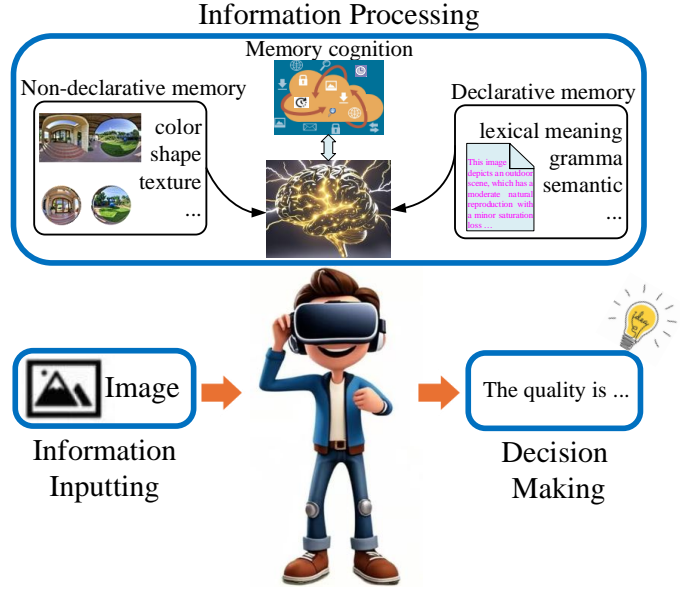 Information Processing
Memory cognition
Non-declarative memory
color
shape
texture
...
Declarative memory
lexical meaning
gramma
semantic
...
This image
depicts an outdoor
scene, which has a
moderate natural
reproduction with
a minor saturation
loss ...
idea
Image
The quality is ...
Information
Inputting
Decision
Making